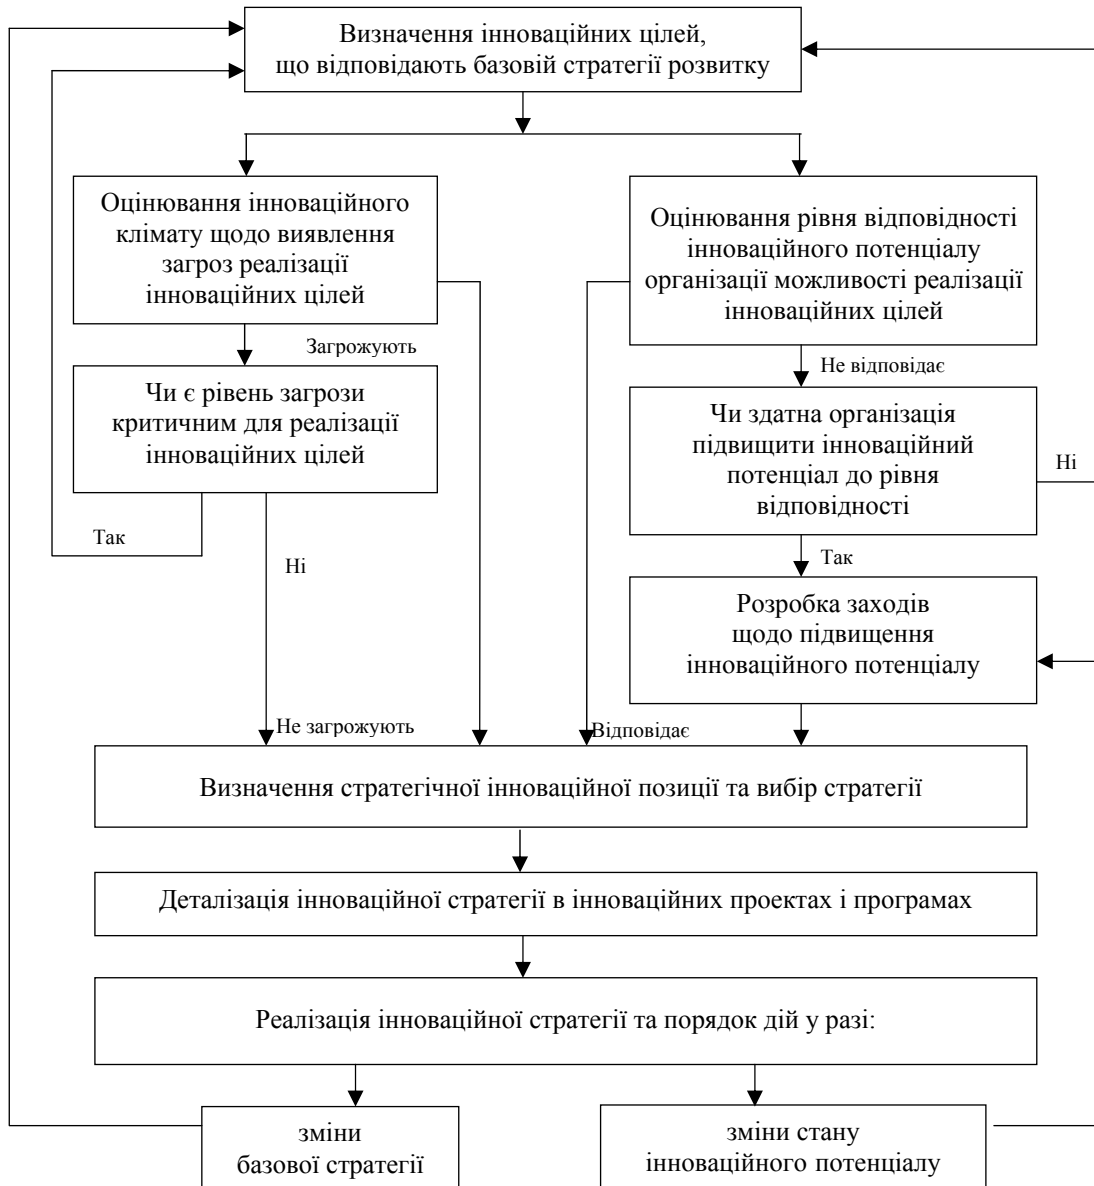 Визначення інноваційних цілей,
що відповідають базовій стратегії розвитку
Оцінювання інноваційного
клімату щодо виявлення
загроз реалізації
інноваційних цілей
Оцінювання рівня відповідності
інноваційного потенціалу
організації можливості реалізації
інноваційних цілей
Загрожують
Не відповідає
Чи є рівень загрози
критичним для реалізації
інноваційних цілей
Чи здатна організація
підвищити інноваційний
потенціал до рівня
відповідності
Ні
Так
Ні
Так
Розробка заходів
щодо підвищення
інноваційного потенціалу
Не загрожують
Відповідає
Визначення стратегічної інноваційної позиції та вибір стратегії
Деталізація інноваційної стратегії в інноваційних проектах і програмах
Реалізація інноваційної стратегії та порядок дій у разі:
зміни
базової стратегії
зміни стану
інноваційного потенціалу